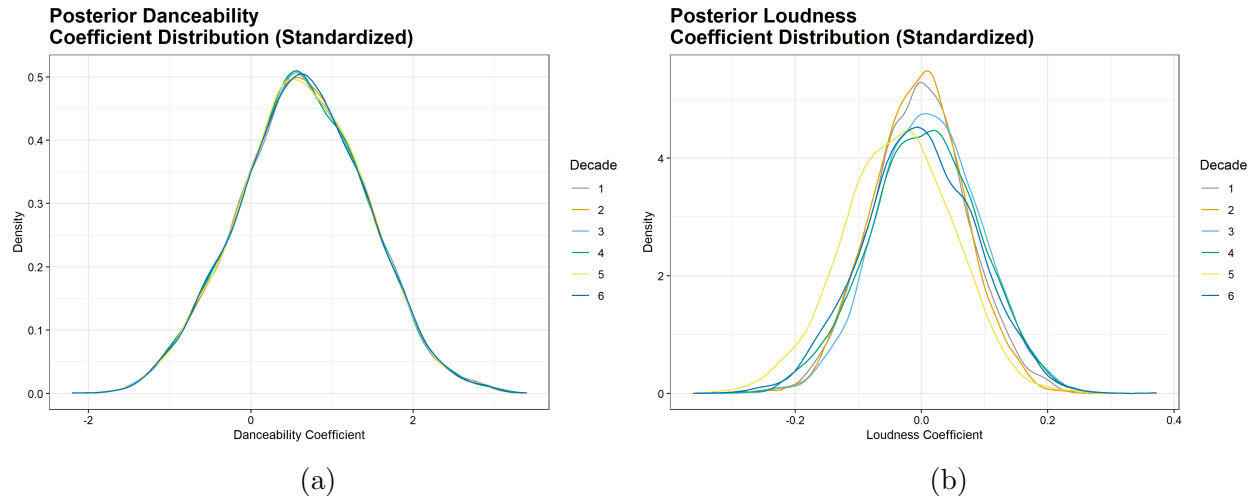 Posterior Danceability
Coefficient Distribution (Standardized)
0.5
0.4
0.3
0.2
0.1
0.0
Density
-2
0
2
Danceability Coefficient
Decade
1
2
3
4
5
6
(a)
Posterior Loudness
Coefficient Distribution (Standardized)
4
2
0
Density
-0.2
0.0
0.2
0.4
Loudness Coefficient
Decade
1
2
3
4
5
6
(b)